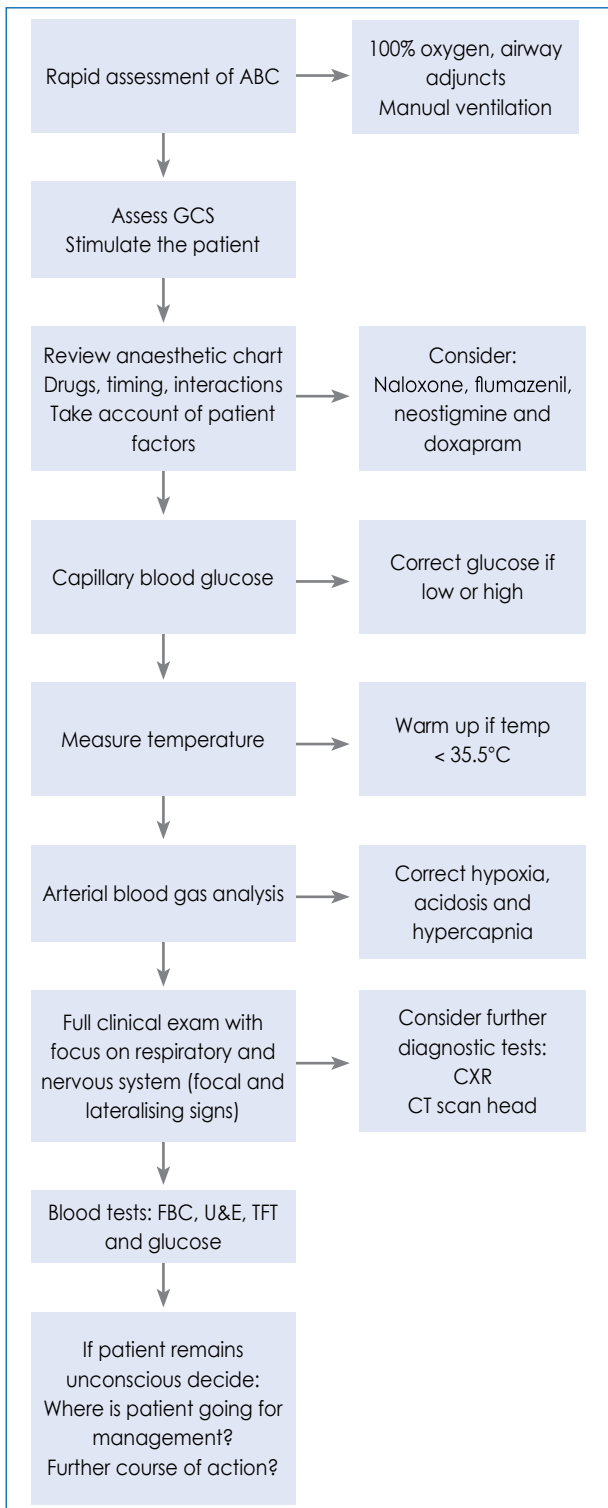 Rapid assessment of ABC
100% oxygen, airway
adjuncts
Manual ventilation
Assess GCS
Stimulate the patient
Review anaesthetic chart
Drugs, timing, interactions
Take account of patient
factors
Consider:
Naloxone, flumazenil,
neostigmine and
doxapram
Capillary blood glucose
Correct glucose if
low or high
Measure temperature
Warm up if temp
< 35.5°C
Arterial blood gas analysis
Correct hypoxia,
acidosis and
hypercapnia
Full clinical exam with
focus on respiratory and
nervous system (focal and
lateralising signs)
Consider further
diagnostic tests:
CXR
CT scan head
Blood tests: FBC, U&E, TFT
and glucose
If patient remains
unconscious decide:
Where is patient going for
management?
Further course of action?